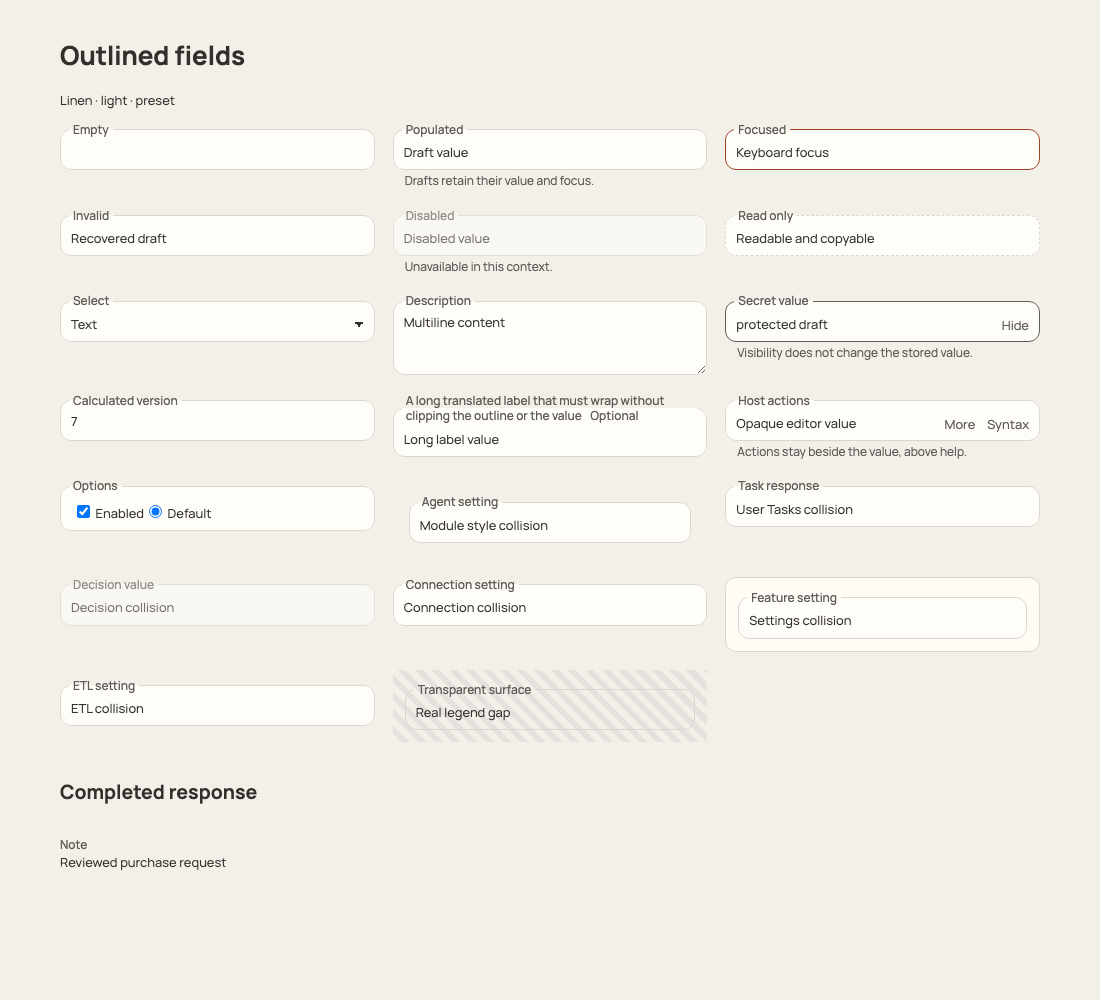 Outlined fields
Linen · light · preset
Empty
Populated
Draft value
Drafts retain their value and focus.
Focused
Keyboard focus
Invalid
Recovered draft
Disabled
Disabled value
Unavailable in this context.
Read only
Readable and copyable
Select
Text
Description
Multiline content
Secret value
protected draft
Hide
Visibility does not change the stored value.
Calculated version
7
A long translated label that must wrap without
clipping the outline or the value Optional
Long label value
Host actions
Opaque editor value
More Syntax
Actions stay beside the value, above help.
Options
Enabled Default
Agent setting
Module style collision
Task response
User Tasks collision
Decision value
Decision collision
Connection setting
Connection collision
Feature setting
Settings collision
ETL setting
ETL collision
Transparent surface
Real legend gap
Completed response
Note
Reviewed purchase request